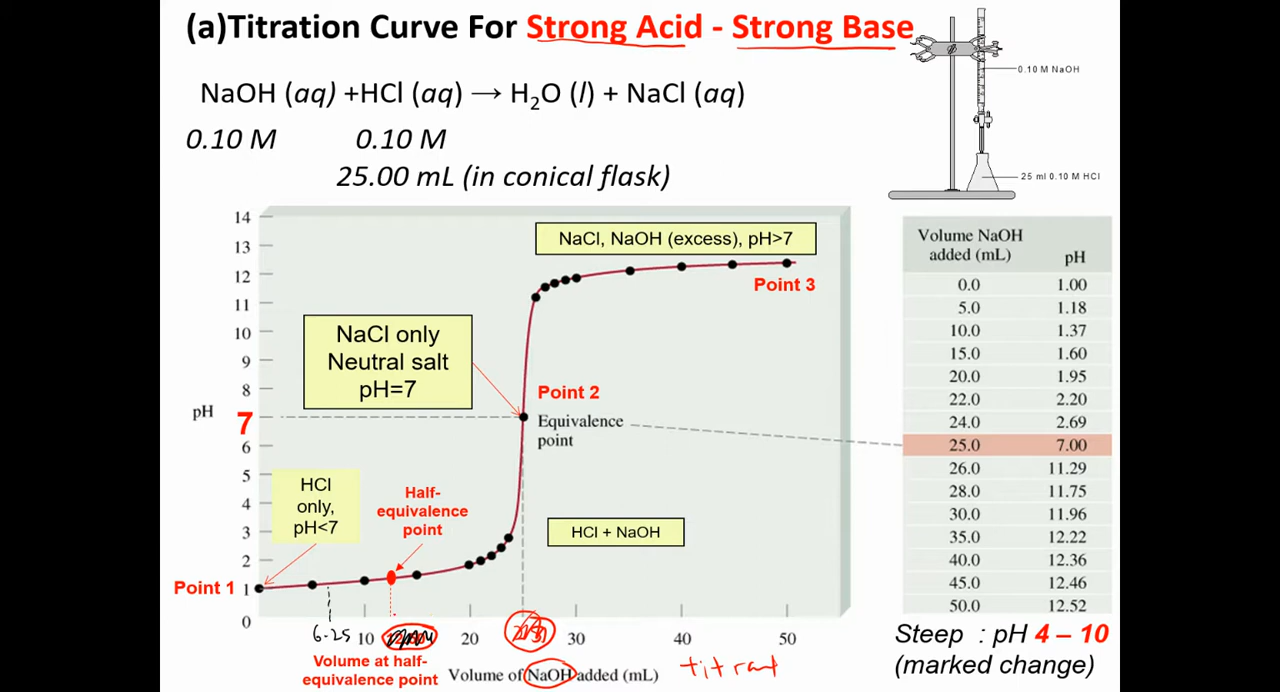 (a)Titration Curve For Strong Acid - Strong Base
NaOH (aq) +HCl (aq) → H₂O (l) + NaCl (aq)
0.10 M 0.10 M
25.00 mL (in conical flask)
0.10 M NaOH
25 ml 0.10 M HCl
14
13
12
11
10
9
8
7
6
5
4
3
2
1
0
pH
NaCl, NaOH (excess), pH>7
Point 3
NaCl only
Neutral salt
pH=7
Point 2
Equivalence
point
HCl
only,
pH<7
Half-
equivalence
point
HCl + NaOH
Point 1
6.25
10 20 30 40 50
Volume at half-
equivalence point
Volume of NaOH added (mL)
Volume NaOH
added (mL) pH
0.0 1.00
5.0 1.18
10.0 1.37
15.0 1.60
20.0 1.95
22.0 2.20
24.0 2.69
25.0 7.00
26.0 11.29
28.0 11.75
30.0 11.96
35.0 12.22
40.0 12.36
45.0 12.46
50.0 12.52
Steep : pH 4 – 10
(marked change)